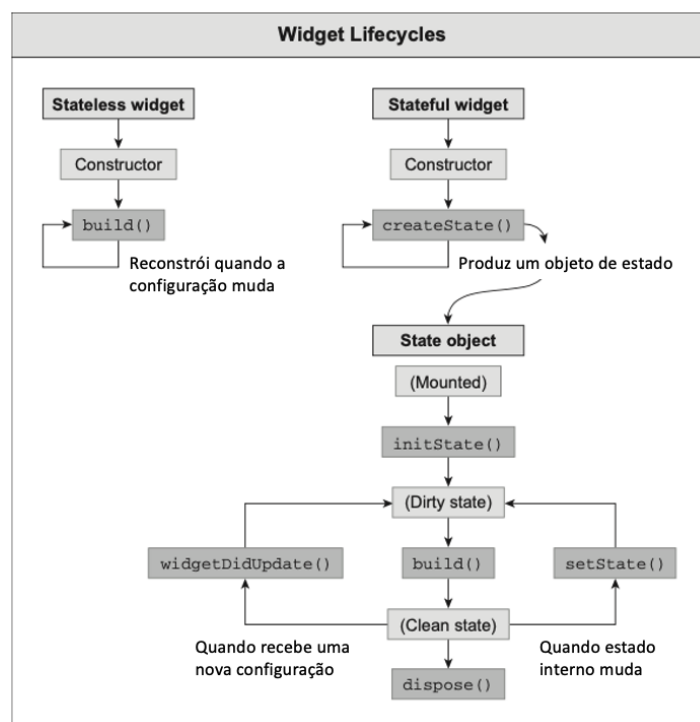 Widget Lifecycles
Stateless widget
Constructor
build()
Reconstrói quando a
configuração muda
Stateful widget
Constructor
createState()
Produz um objeto de estado
State object
(Mounted)
initState()
(Dirty state)
widgetDidUpdate()
build()
setState()
(Clean state)
Quando recebe uma
nova configuração
Quando estado
interno muda
dispose()